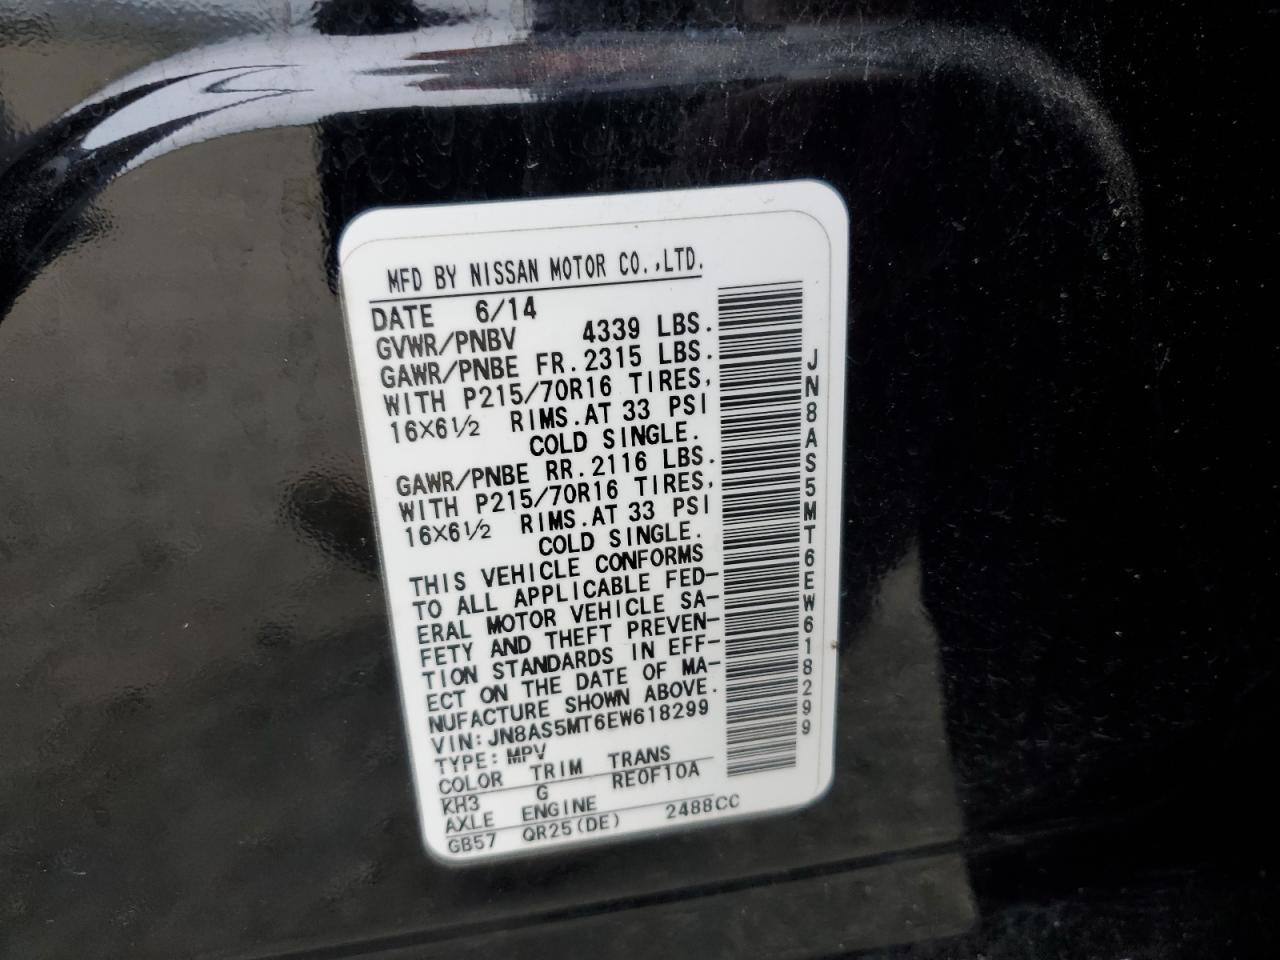 MFD BY NISSAN MOTOR CO.,LTD.
DATE 6/14
GVWR/PNBV 4339 LBS.
GAWR/PNBE FR.2315 LBS.
WITH P215/70R16 TIRES,
16×6½ RIMS.AT 33 PSI
COLD SINGLE.
GAWR/PNBE RR.2116 LBS.
WITH P215/70R16 TIRES,
16×6½ RIMS.AT 33 PSI
COLD SINGLE.
THIS VEHICLE CONFORMS
TO ALL APPLICABLE FED-
ERAL MOTOR VEHICLE SA-
FETY AND THEFT PREVEN-
TION STANDARDS IN EFF-
ECT ON THE DATE OF MA-
NUFACTURE SHOWN ABOVE.
VIN:JN8AS5MT6EW618299
TYPE:MPV
COLOR TRIM TRANS
KH3 G RE0F10A
AXLE ENGINE
GB57 QR25(DE) 2488CC
JN8AS5MT6EW618299